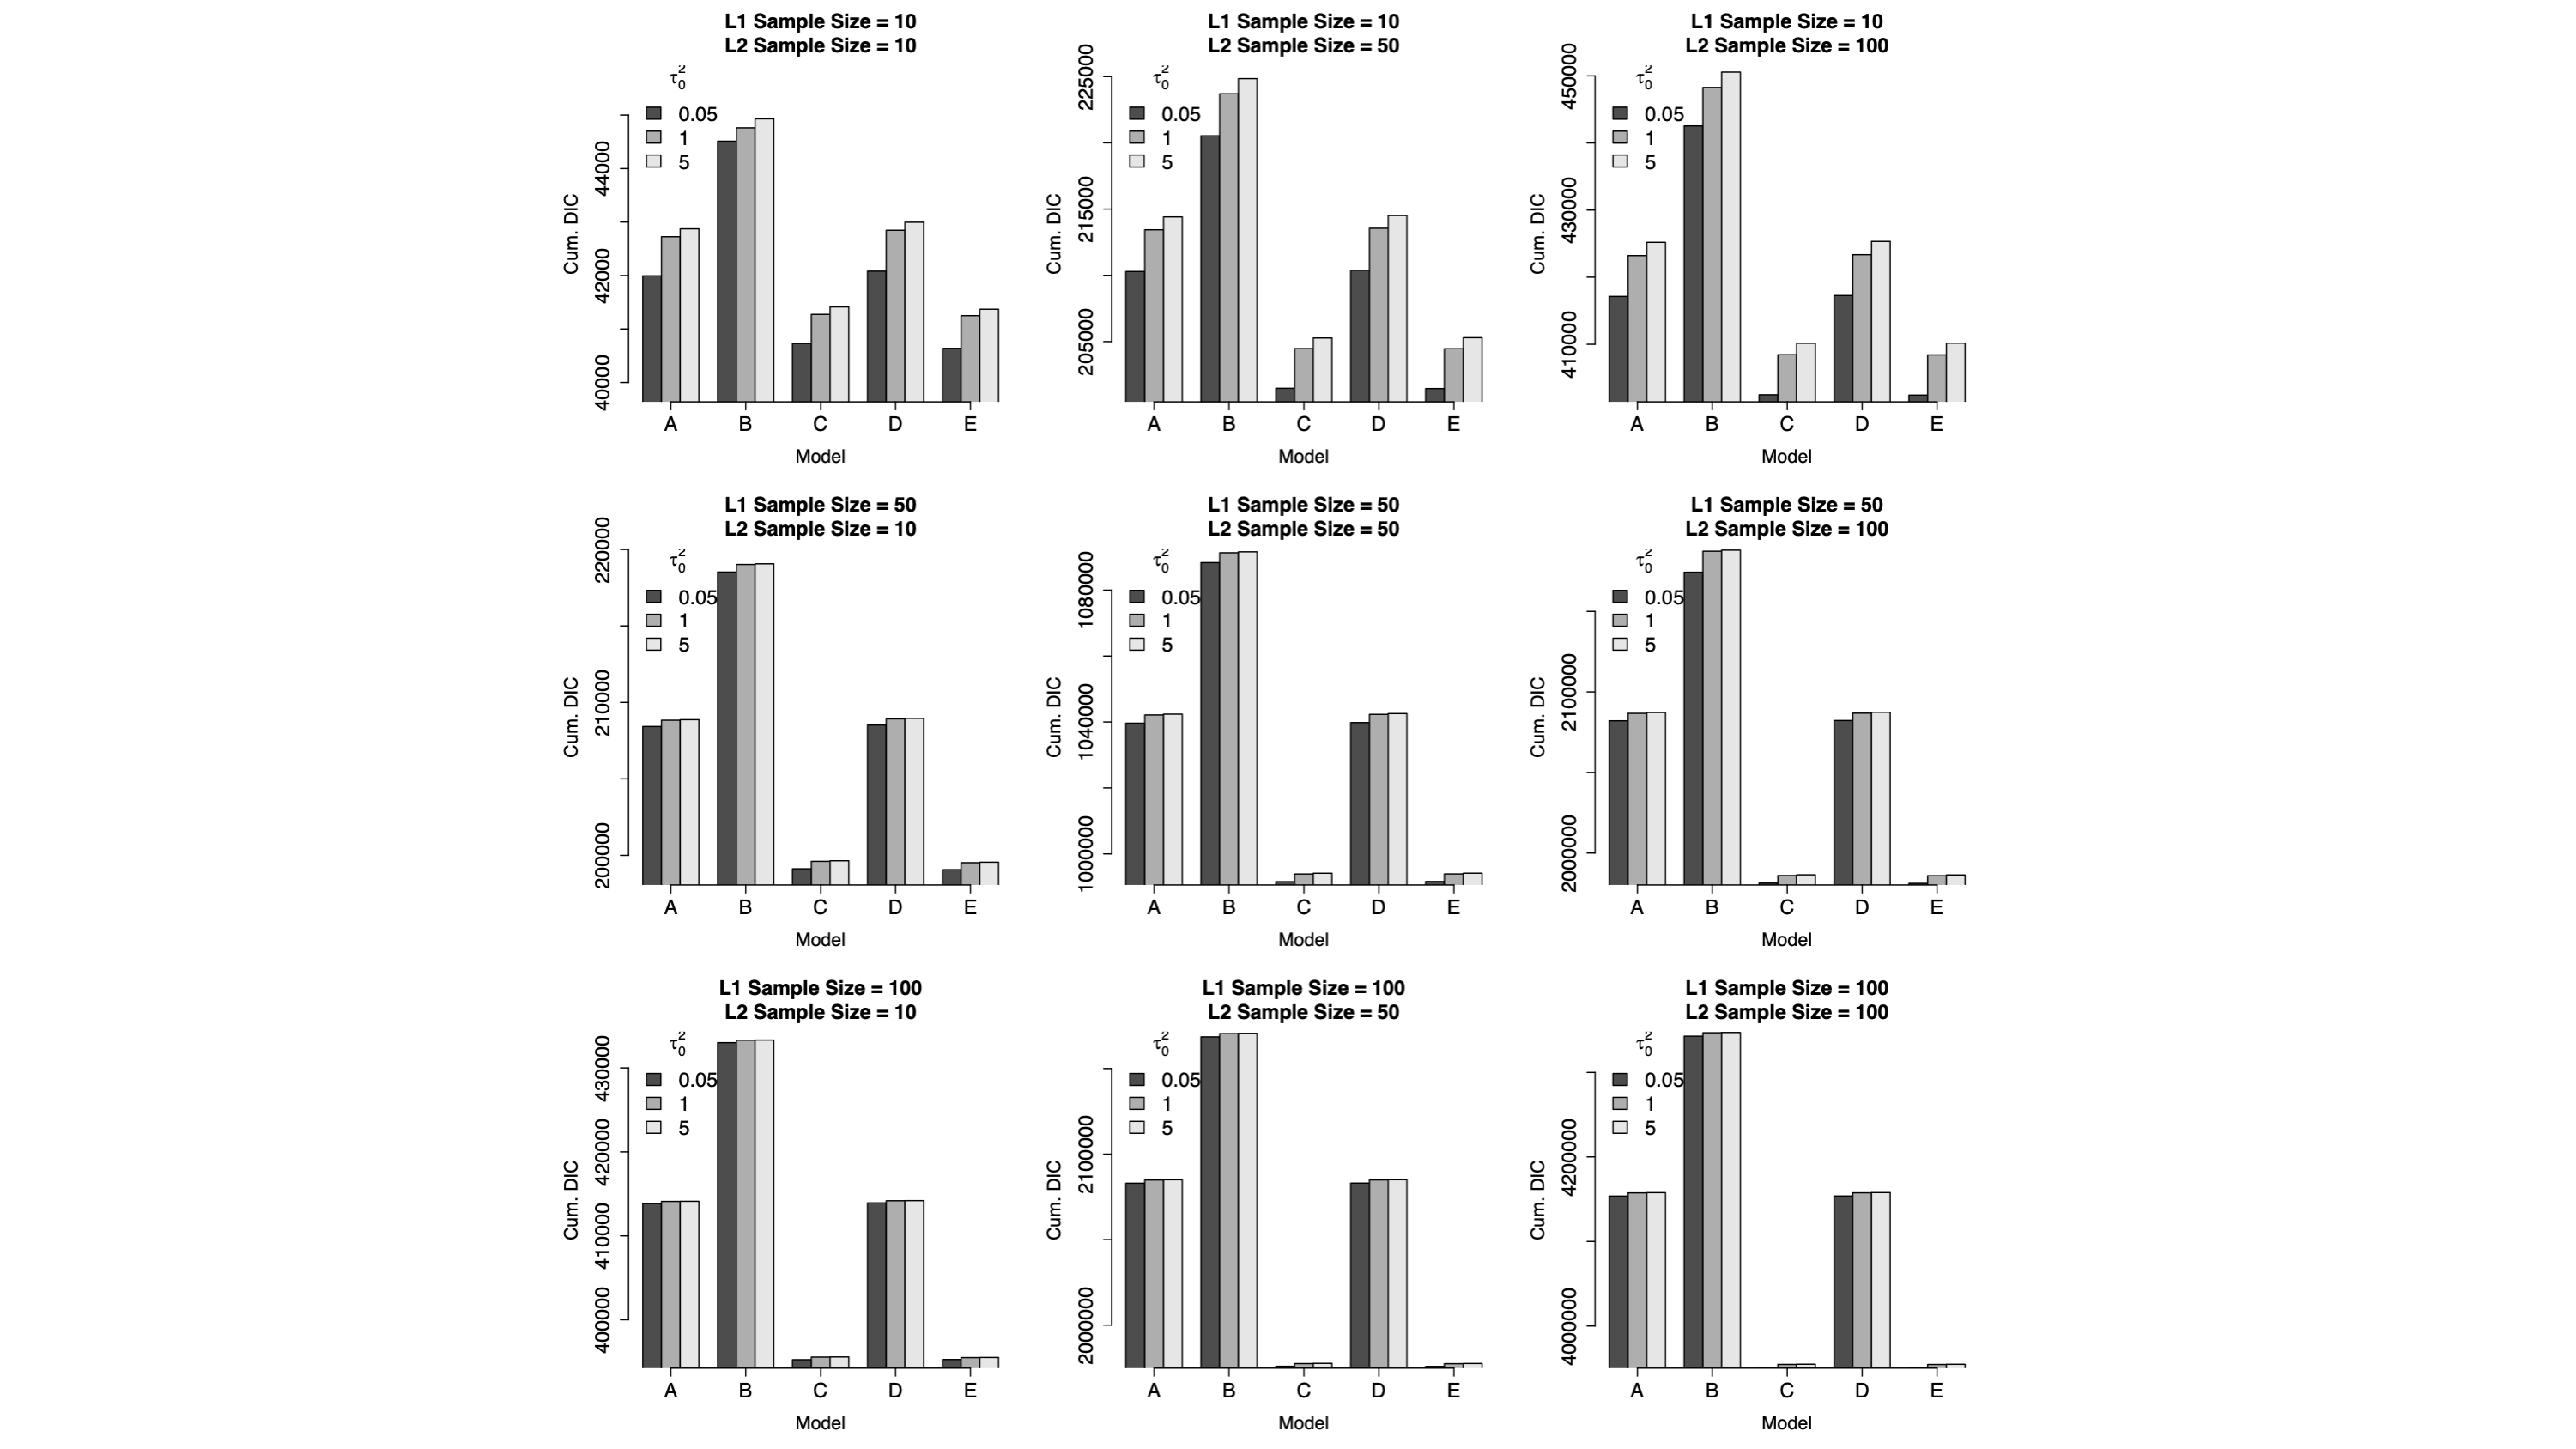 L1 Sample Size = 10
L2 Sample Size = 10
τ₀²
0.05
1
5
Cum. DIC
40000
42000
44000
A B C D E
Model
L1 Sample Size = 10
L2 Sample Size = 50
τ₀²
0.05
1
5
Cum. DIC
205000
215000
225000
A B C D E
Model
L1 Sample Size = 10
L2 Sample Size = 100
τ₀²
0.05
1
5
Cum. DIC
410000
430000
450000
A B C D E
Model
L1 Sample Size = 50
L2 Sample Size = 10
τ₀²
0.05
1
5
Cum. DIC
200000
210000
220000
A B C D E
Model
L1 Sample Size = 50
L2 Sample Size = 50
τ₀²
0.05
1
5
Cum. DIC
1000000
1040000
1080000
A B C D E
Model
L1 Sample Size = 50
L2 Sample Size = 100
τ₀²
0.05
1
5
Cum. DIC
2000000
2100000
A B C D E
Model
L1 Sample Size = 100
L2 Sample Size = 10
τ₀²
0.05
1
5
Cum. DIC
400000
410000
420000
430000
A B C D E
Model
L1 Sample Size = 100
L2 Sample Size = 50
τ₀²
0.05
1
5
Cum. DIC
2000000
2100000
A B C D E
Model
L1 Sample Size = 100
L2 Sample Size = 100
τ₀²
0.05
1
5
Cum. DIC
4000000
4200000
A B C D E
Model